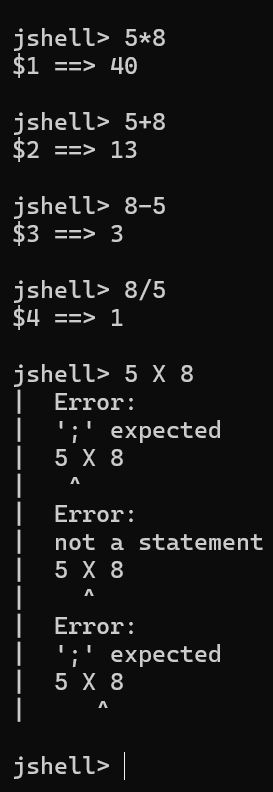 jshell> 5*8
$1 ==> 40
jshell> 5+8
$2 ==> 13
jshell> 8-5
$3 ==> 3
jshell> 8/5
$4 ==> 1
jshell> 5 X 8
|  Error:
|  ';' expected
|  5 X 8
|   ^
|  Error:
|  not a statement
|  5 X 8
|    ^
|  Error:
|  ';' expected
|  5 X 8
|     ^
jshell>